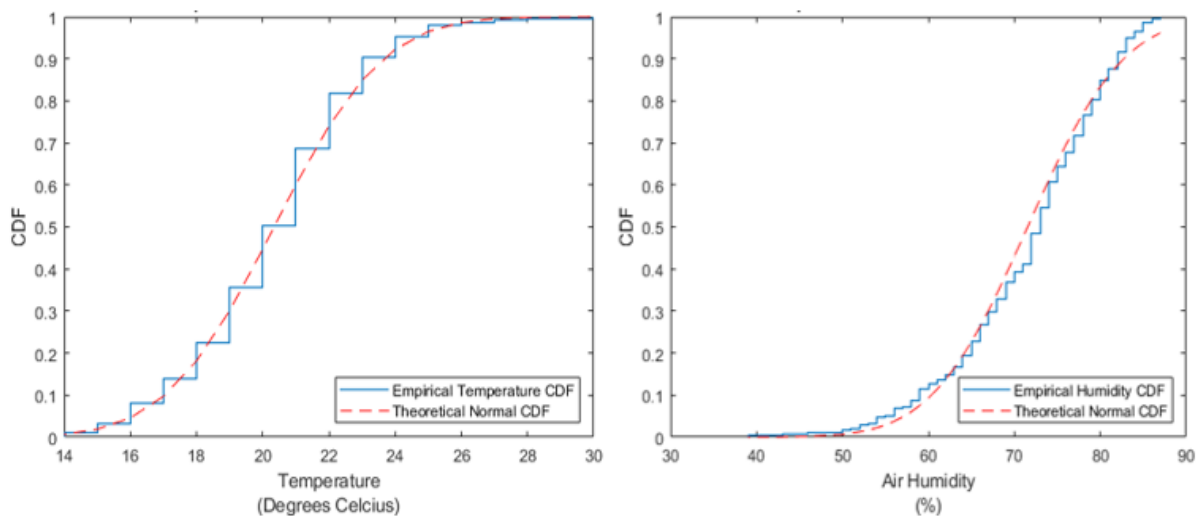 1
0.9
0.8
0.7
0.6
0.5
0.4
0.3
0.2
0.1
0
CDF
14 16 18 20 22 24 26 28 30
Temperature
(Degrees Celcius)
Empirical Temperature CDF
Theoretical Normal CDF
1
0.9
0.8
0.7
0.6
0.5
0.4
0.3
0.2
0.1
0
CDF
30 40 50 60 70 80 90
Air Humidity
(%)
Empirical Humidity CDF
Theoretical Normal CDF